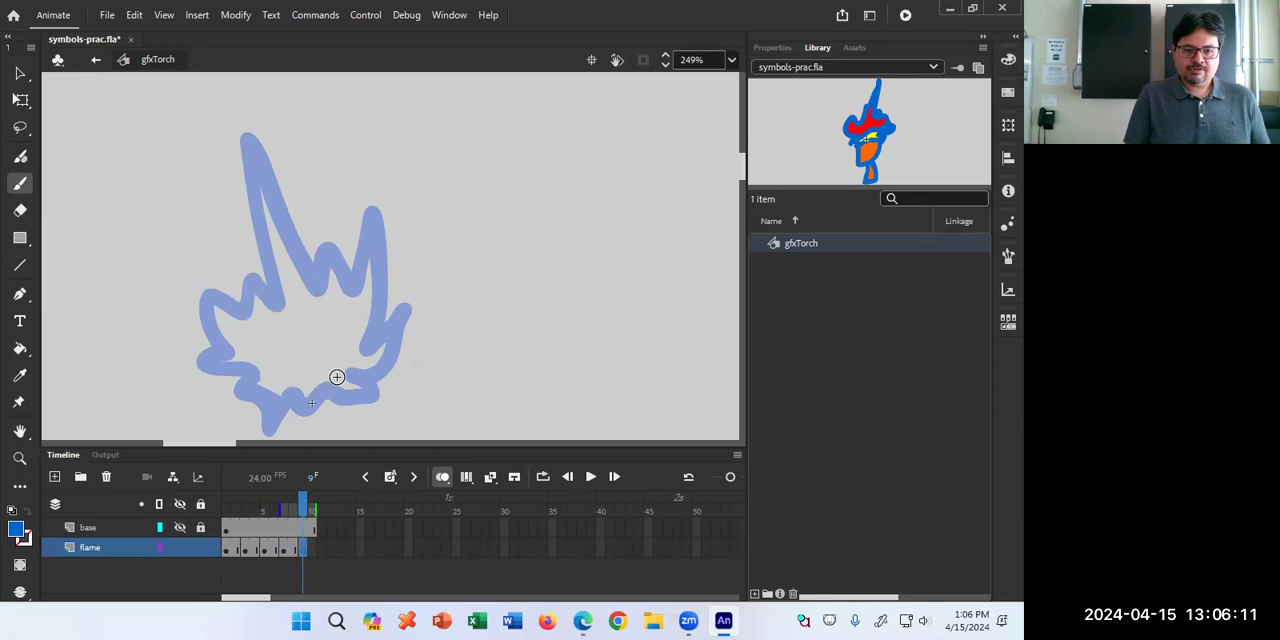 Animate File Edit View Insert Modify Text Commands Control Debug Window Help
symbols-prac.fla*
gfxTorch
249%
Properties Library Assets
symbols-prac.fla
1 item
Name Linkage
gfxTorch
Timeline Output
24.00 FPS 9 F
1s 2s
5 10 15 20 25 30 35 40 45 50
base
flame
1:06 PM
4/15/2024
2024-04-15 13:06:11